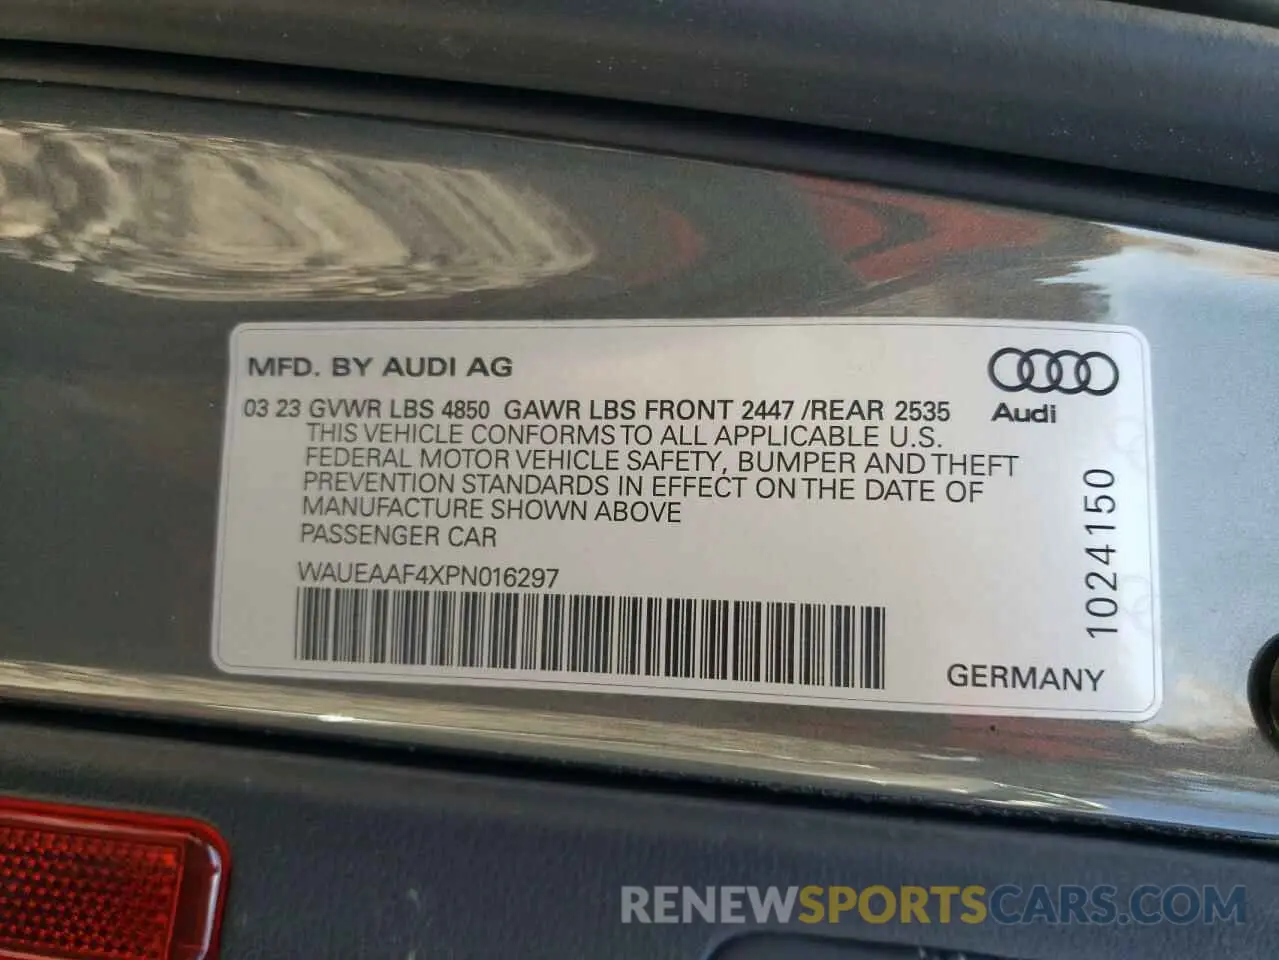 MFD. BY AUDI AG
Audi
03 23 GVWR LBS 4850 GAWR LBS FRONT 2447 /REAR 2535
THIS VEHICLE CONFORMS TO ALL APPLICABLE U.S.
FEDERAL MOTOR VEHICLE SAFETY, BUMPER AND THEFT
PREVENTION STANDARDS IN EFFECT ON THE DATE OF
MANUFACTURE SHOWN ABOVE
PASSENGER CAR
WAUEAAF4XPN016297
1024150
GERMANY
RENEWSPORTSCARS.COM